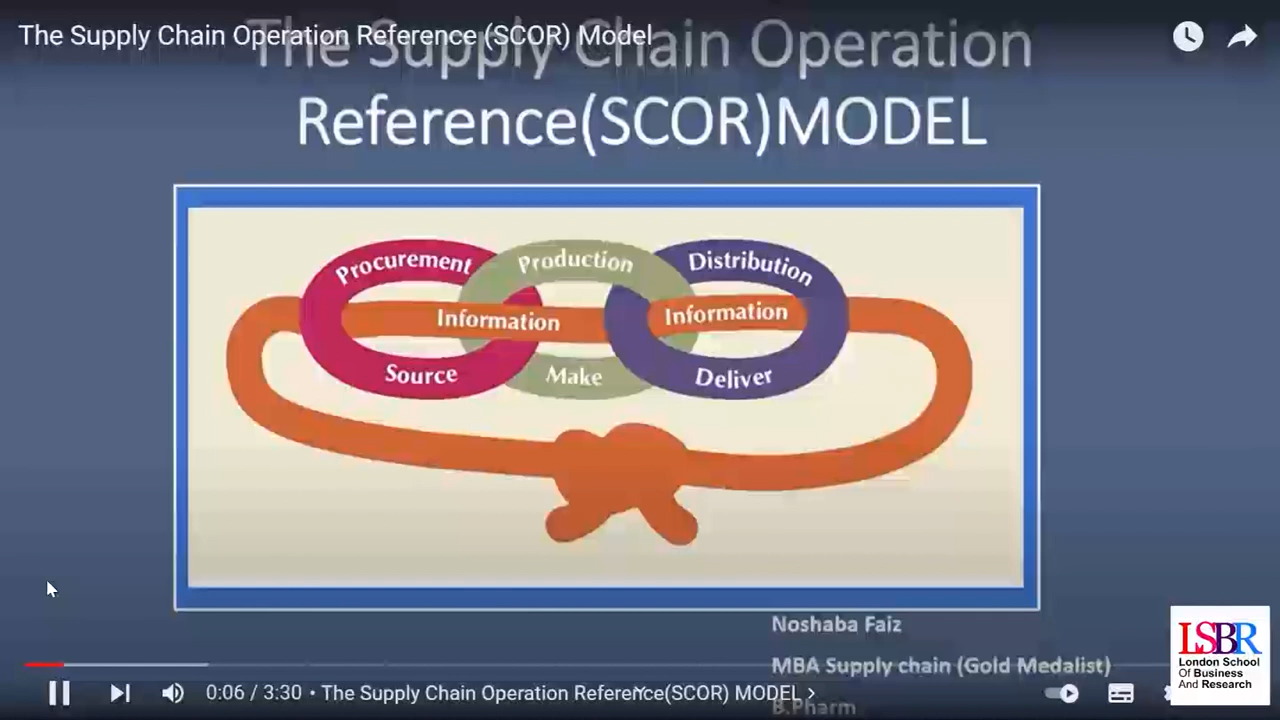 The Supply Chain Operation Reference (SCOR) Model
The Supply Chain Operation
Reference(SCOR)MODEL
Procurement
Production
Distribution
Information
Information
Source
Make
Deliver
Noshaba Faiz
MBA Supply chain (Gold Medalist)
B.Pharm
0:06 / 3:30 • The Supply Chain Operation Reference(SCOR) MODEL >
LSBR
London School
Of Business
And Research